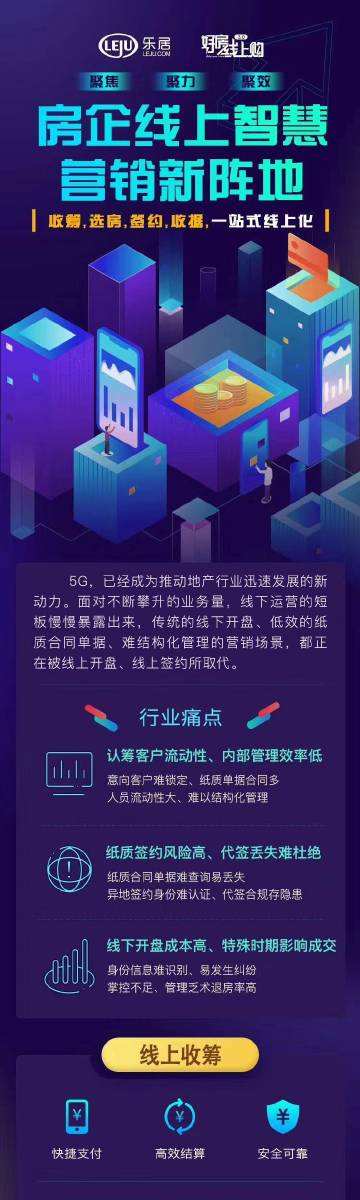 LEJU 乐居
LEJU.COM
好房线上购
聚焦 聚力 聚效
房企线上智慧
营销新阵地
收筹,选房,签约,收据,一站式线上化
5G，已经成为推动地产行业迅速发展的新
动力。面对不断攀升的业务量，线下运营的短
板慢慢暴露出来，传统的线下开盘、低效的纸
质合同单据、难结构化管理的营销场景，都正
在被线上开盘、线上签约所取代。
行业痛点
认筹客户流动性、内部管理效率低
意向客户难锁定、纸质单据合同多
人员流动性大、难以结构化管理
纸质签约风险高、代签丢失难杜绝
纸质合同单据难查询易丢失
异地签约身份难认证、代签合规存隐患
线下开盘成本高、特殊时期影响成交
身份信息难识别、易发生纠纷
掌控不足、管理乏术退房率高
线上收筹
快捷支付 高效结算 安全可靠